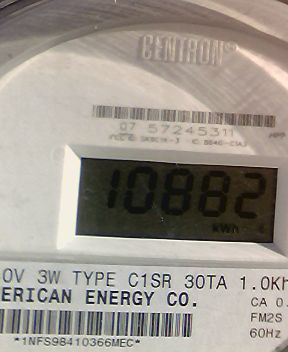 CENTRON®
07 57245311
10882
kWh
0V 3W TYPE C1SR 30TA 1.0Kh
ERICAN ENERGY CO. CA 0.
FM2S
*1NFS98410366MEC* 60Hz